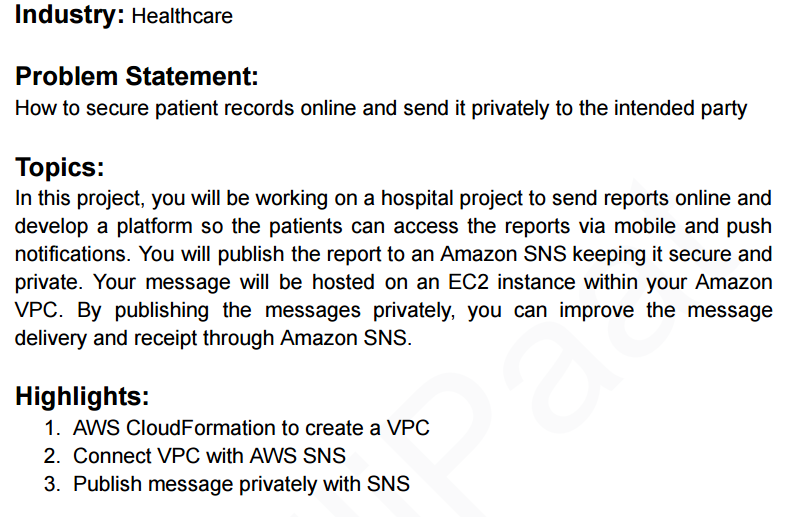 Industry: Healthcare
Problem Statement:
How to secure patient records online and send it privately to the intended party
Topics:
In this project, you will be working on a hospital project to send reports online and
develop a platform so the patients can access the reports via mobile and push
notifications. You will publish the report to an Amazon SNS keeping it secure and
private. Your message will be hosted on an EC2 instance within your Amazon
VPC. By publishing the messages privately, you can improve the message
delivery and receipt through Amazon SNS.
Highlights:
1. AWS CloudFormation to create a VPC
2. Connect VPC with AWS SNS
3. Publish message privately with SNS